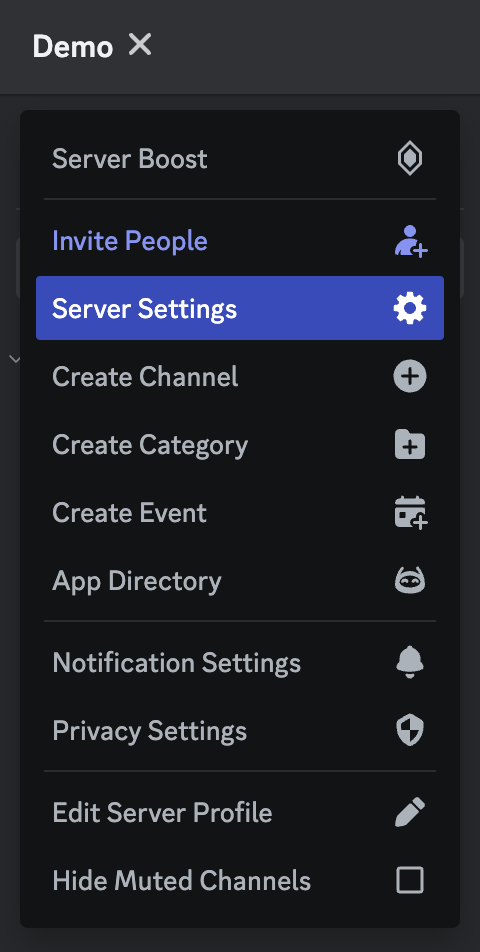 Demo
Server Boost
Invite People
Server Settings
Create Channel
Create Category
Create Event
App Directory
Notification Settings
Privacy Settings
Edit Server Profile
Hide Muted Channels